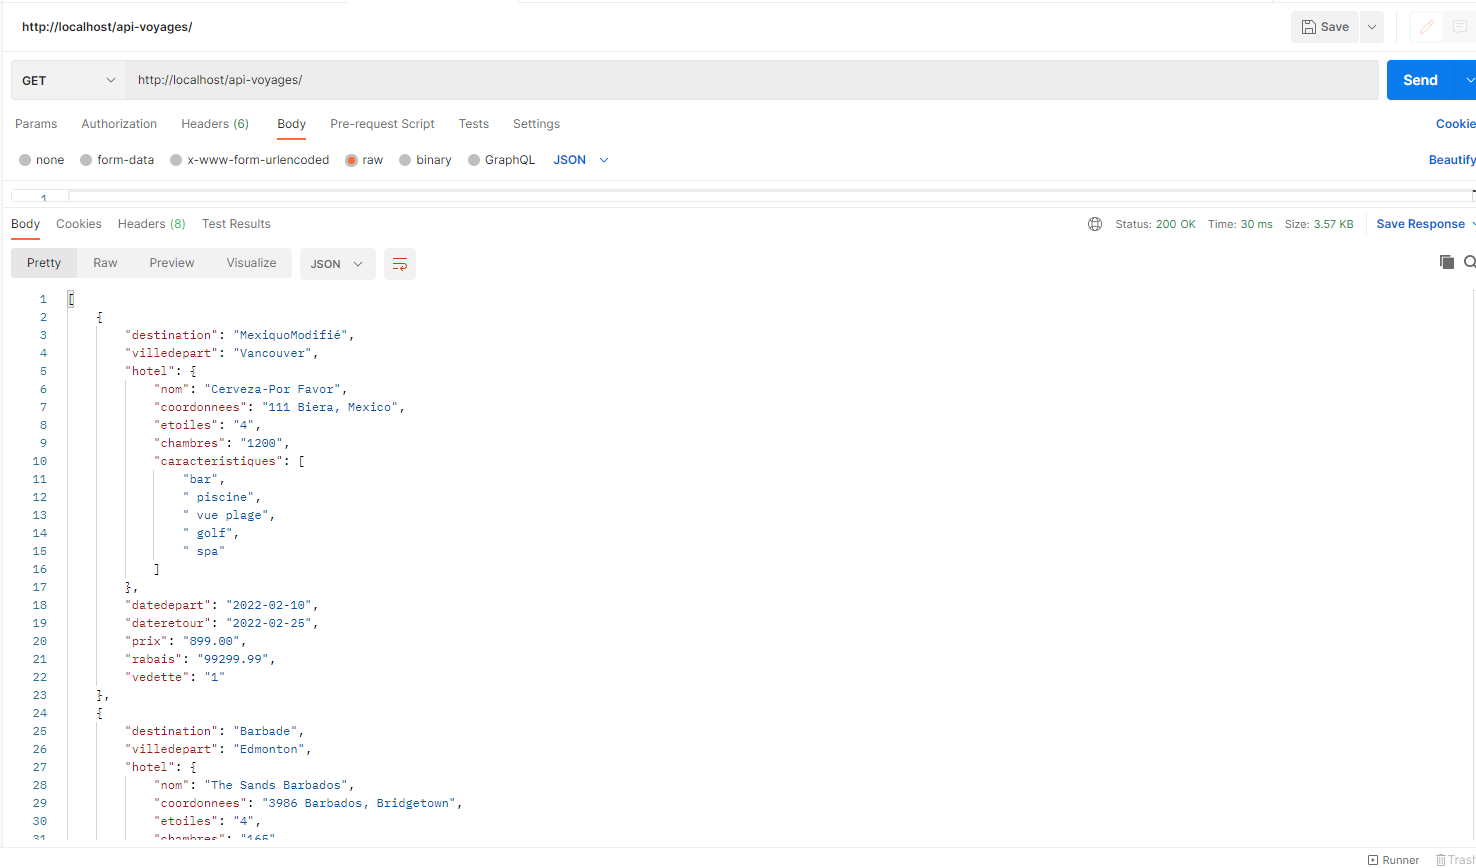 http://localhost/api-voyages/
Save
GET http://localhost/api-voyages/ Send
Params Authorization Headers (6) Body Pre-request Script Tests Settings Cookie
none form-data x-www-form-urlencoded raw binary GraphQL JSON Beautify
1
Body Cookies Headers (8) Test Results Status: 200 OK Time: 30 ms Size: 3.57 KB Save Response
Pretty Raw Preview Visualize JSON
1 [
2 {
3 "destination": "MexiquoModifié",
4 "villedepart": "Vancouver",
5 "hotel": {
6 "nom": "Cerveza-Por Favor",
7 "coordonnees": "111 Biera, Mexico",
8 "etoiles": "4",
9 "chambres": "1200",
10 "caracteristiques": [
11 "bar",
12 " piscine",
13 " vue plage",
14 " golf",
15 " spa"
16 ]
17 },
18 "datedepart": "2022-02-10",
19 "dateretour": "2022-02-25",
20 "prix": "899.00",
21 "rabais": "99299.99",
22 "vedette": "1"
23 },
24 {
25 "destination": "Barbade",
26 "villedepart": "Edmonton",
27 "hotel": {
28 "nom": "The Sands Barbados",
29 "coordonnees": "3986 Barbados, Bridgetown",
30 "etoiles": "4",
31 "chambres": "165"
Runner Trash